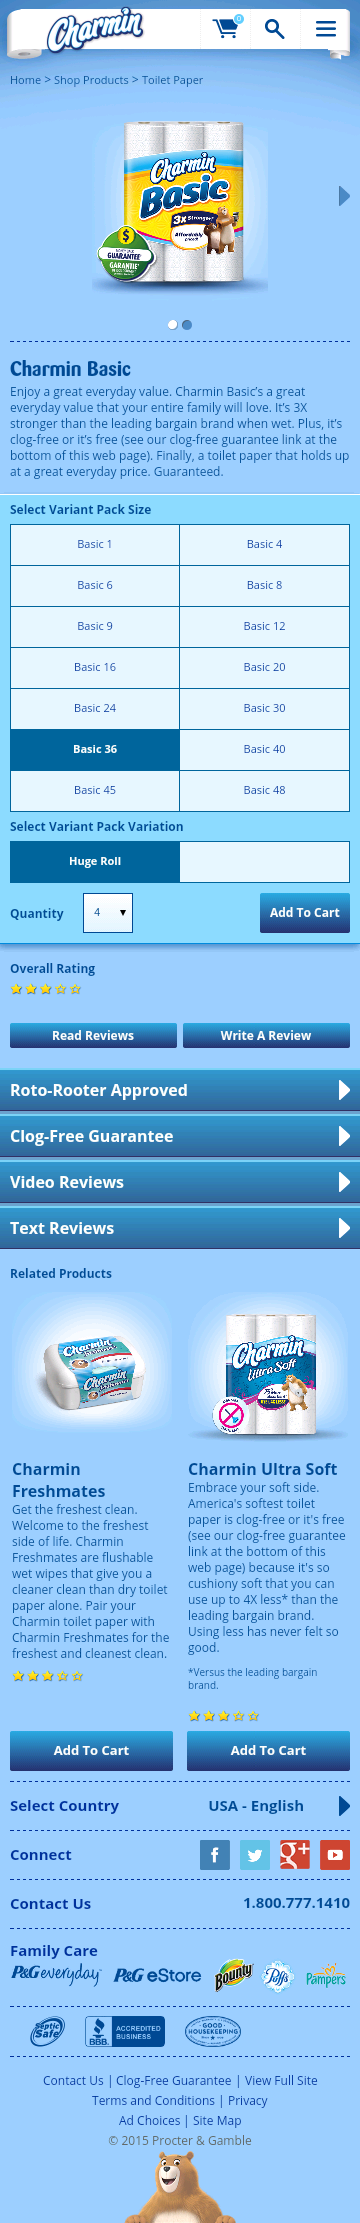 Charmin
0
Home > Shop Products > Toilet Paper
Charmin
Basic
3x Stronger*
Affordably
priced!
$
GUARANTEE
GARANTIE
Charmin Basic
Enjoy a great everyday value. Charmin Basic's a great
everyday value that your entire family will love. It's 3X
stronger than the leading bargain brand when wet. Plus, it's
clog-free or it's free (see our clog-free guarantee link at the
bottom of this web page). Finally, a toilet paper that holds up
at a great everyday price. Guaranteed.
Select Variant Pack Size
Basic 1 Basic 4
Basic 6 Basic 8
Basic 9 Basic 12
Basic 16 Basic 20
Basic 24 Basic 30
Basic 36 Basic 40
Basic 45 Basic 48
Select Variant Pack Variation
Huge Roll
Quantity 4 Add To Cart
Overall Rating
Read Reviews Write A Review
Roto-Rooter Approved
Clog-Free Guarantee
Video Reviews
Text Reviews
Related Products
Charmin
Charmin
Charmin
Ultra Soft
Charmin
Freshmates
Get the freshest clean.
Welcome to the freshest
side of life. Charmin
Freshmates are flushable
wet wipes that give you a
cleaner clean than dry toilet
paper alone. Pair your
Charmin toilet paper with
Charmin Freshmates for the
freshest and cleanest clean.
Charmin Ultra Soft
Embrace your soft side.
America's softest toilet
paper is clog-free or it's free
(see our clog-free guarantee
link at the bottom of this
web page) because it's so
cushiony soft that you can
use up to 4X less* than the
leading bargain brand.
Using less has never felt so
good.
*Versus the leading bargain
brand.
Add To Cart Add To Cart
Select Country USA - English
Connect f g+
Contact Us 1.800.777.1410
Family Care
P&G everyday P&G eStore Bounty Puffs Pampers
Septic
Safe
BBB. ACCREDITED
BUSINESS
GOOD
HOUSEKEEPING
Contact Us | Clog-Free Guarantee | View Full Site
Terms and Conditions | Privacy
Ad Choices | Site Map
© 2015 Procter & Gamble